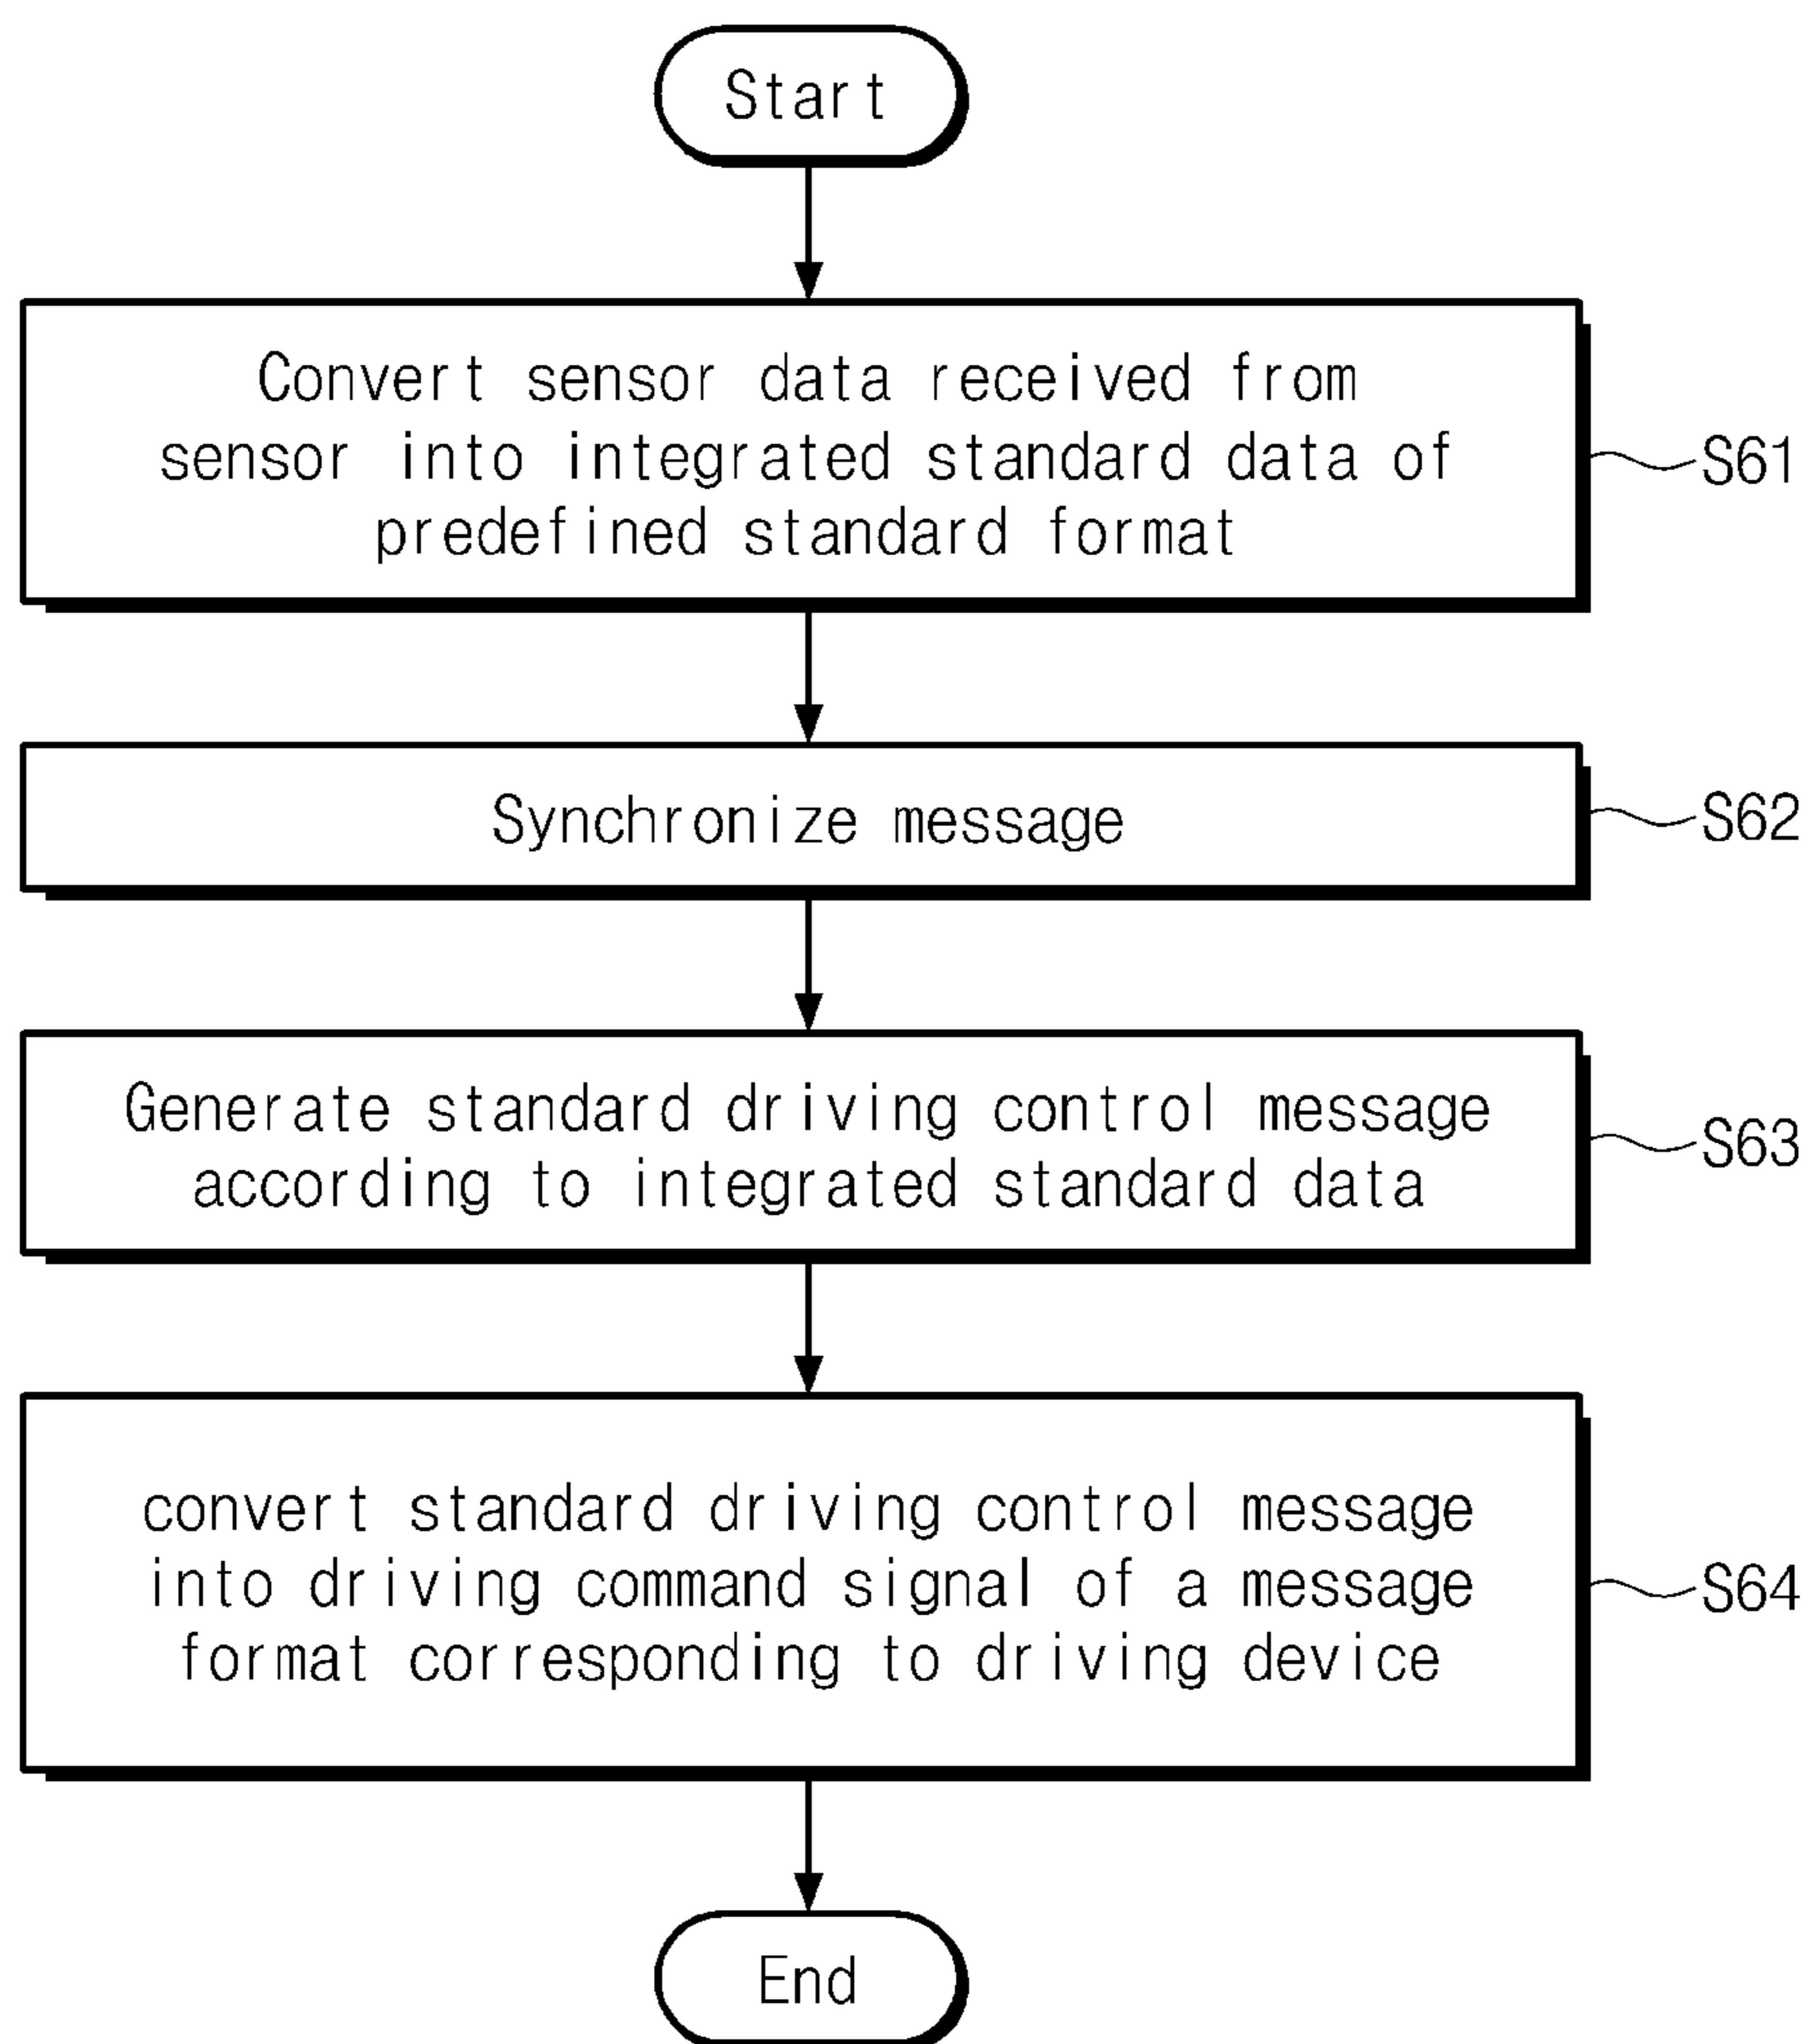 Start
Convert sensor data received from
sensor into integrated standard data of
predefined standard format
S61
Synchronize message
S62
Generate standard driving control message
according to integrated standard data
S63
convert standard driving control message
into driving command signal of a message
format corresponding to driving device
S64
End